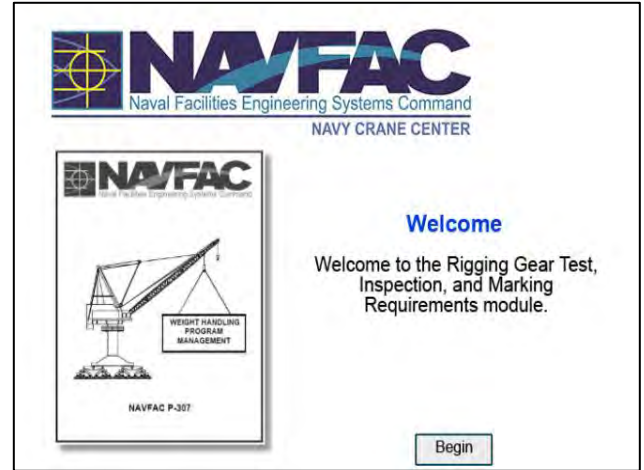 NAVFAC
Naval Facilities Engineering Systems Command
NAVY CRANE CENTER
NAVFAC
Naval Facilities Engineering Systems Command
WEIGHT HANDLING
PROGRAM
MANAGEMENT
NAVFAC P-307
Welcome
Welcome to the Rigging Gear Test,
Inspection, and Marking
Requirements module.
Begin